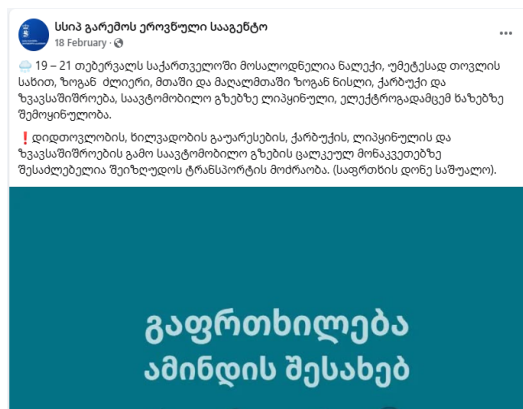 სსიპ გარემოს ეროვნული სააგენტო
18 February ·
🌧 19 – 21 თებერვალს საქართველოში მოსალოდნელია ნალექი, უმეტესად თოვლის
სახით, ზოგან ძლიერი, მთაში და მაღალმთაში ზოგან ნისლი, ქარბუქი და
ზვავსაშიშროება, საავტომობილო გზებზე ლიპყინული, ელექტროგადამცემ ხაზებზე
შემოყინულობა.
❗ დიდთოვლობის, ხილვადობის გაუარესების, ქარბუქის, ლიპყინულის და
ზვავსაშიშროების გამო საავტომობილო გზების ცალკეულ მონაკვეთებზე
შესაძლებელია შეიზღუდოს ტრანსპორტის მოძრაობა. (საფრთხის დონე საშუალო).
გაფრთხილება
ამინდის შესახებ